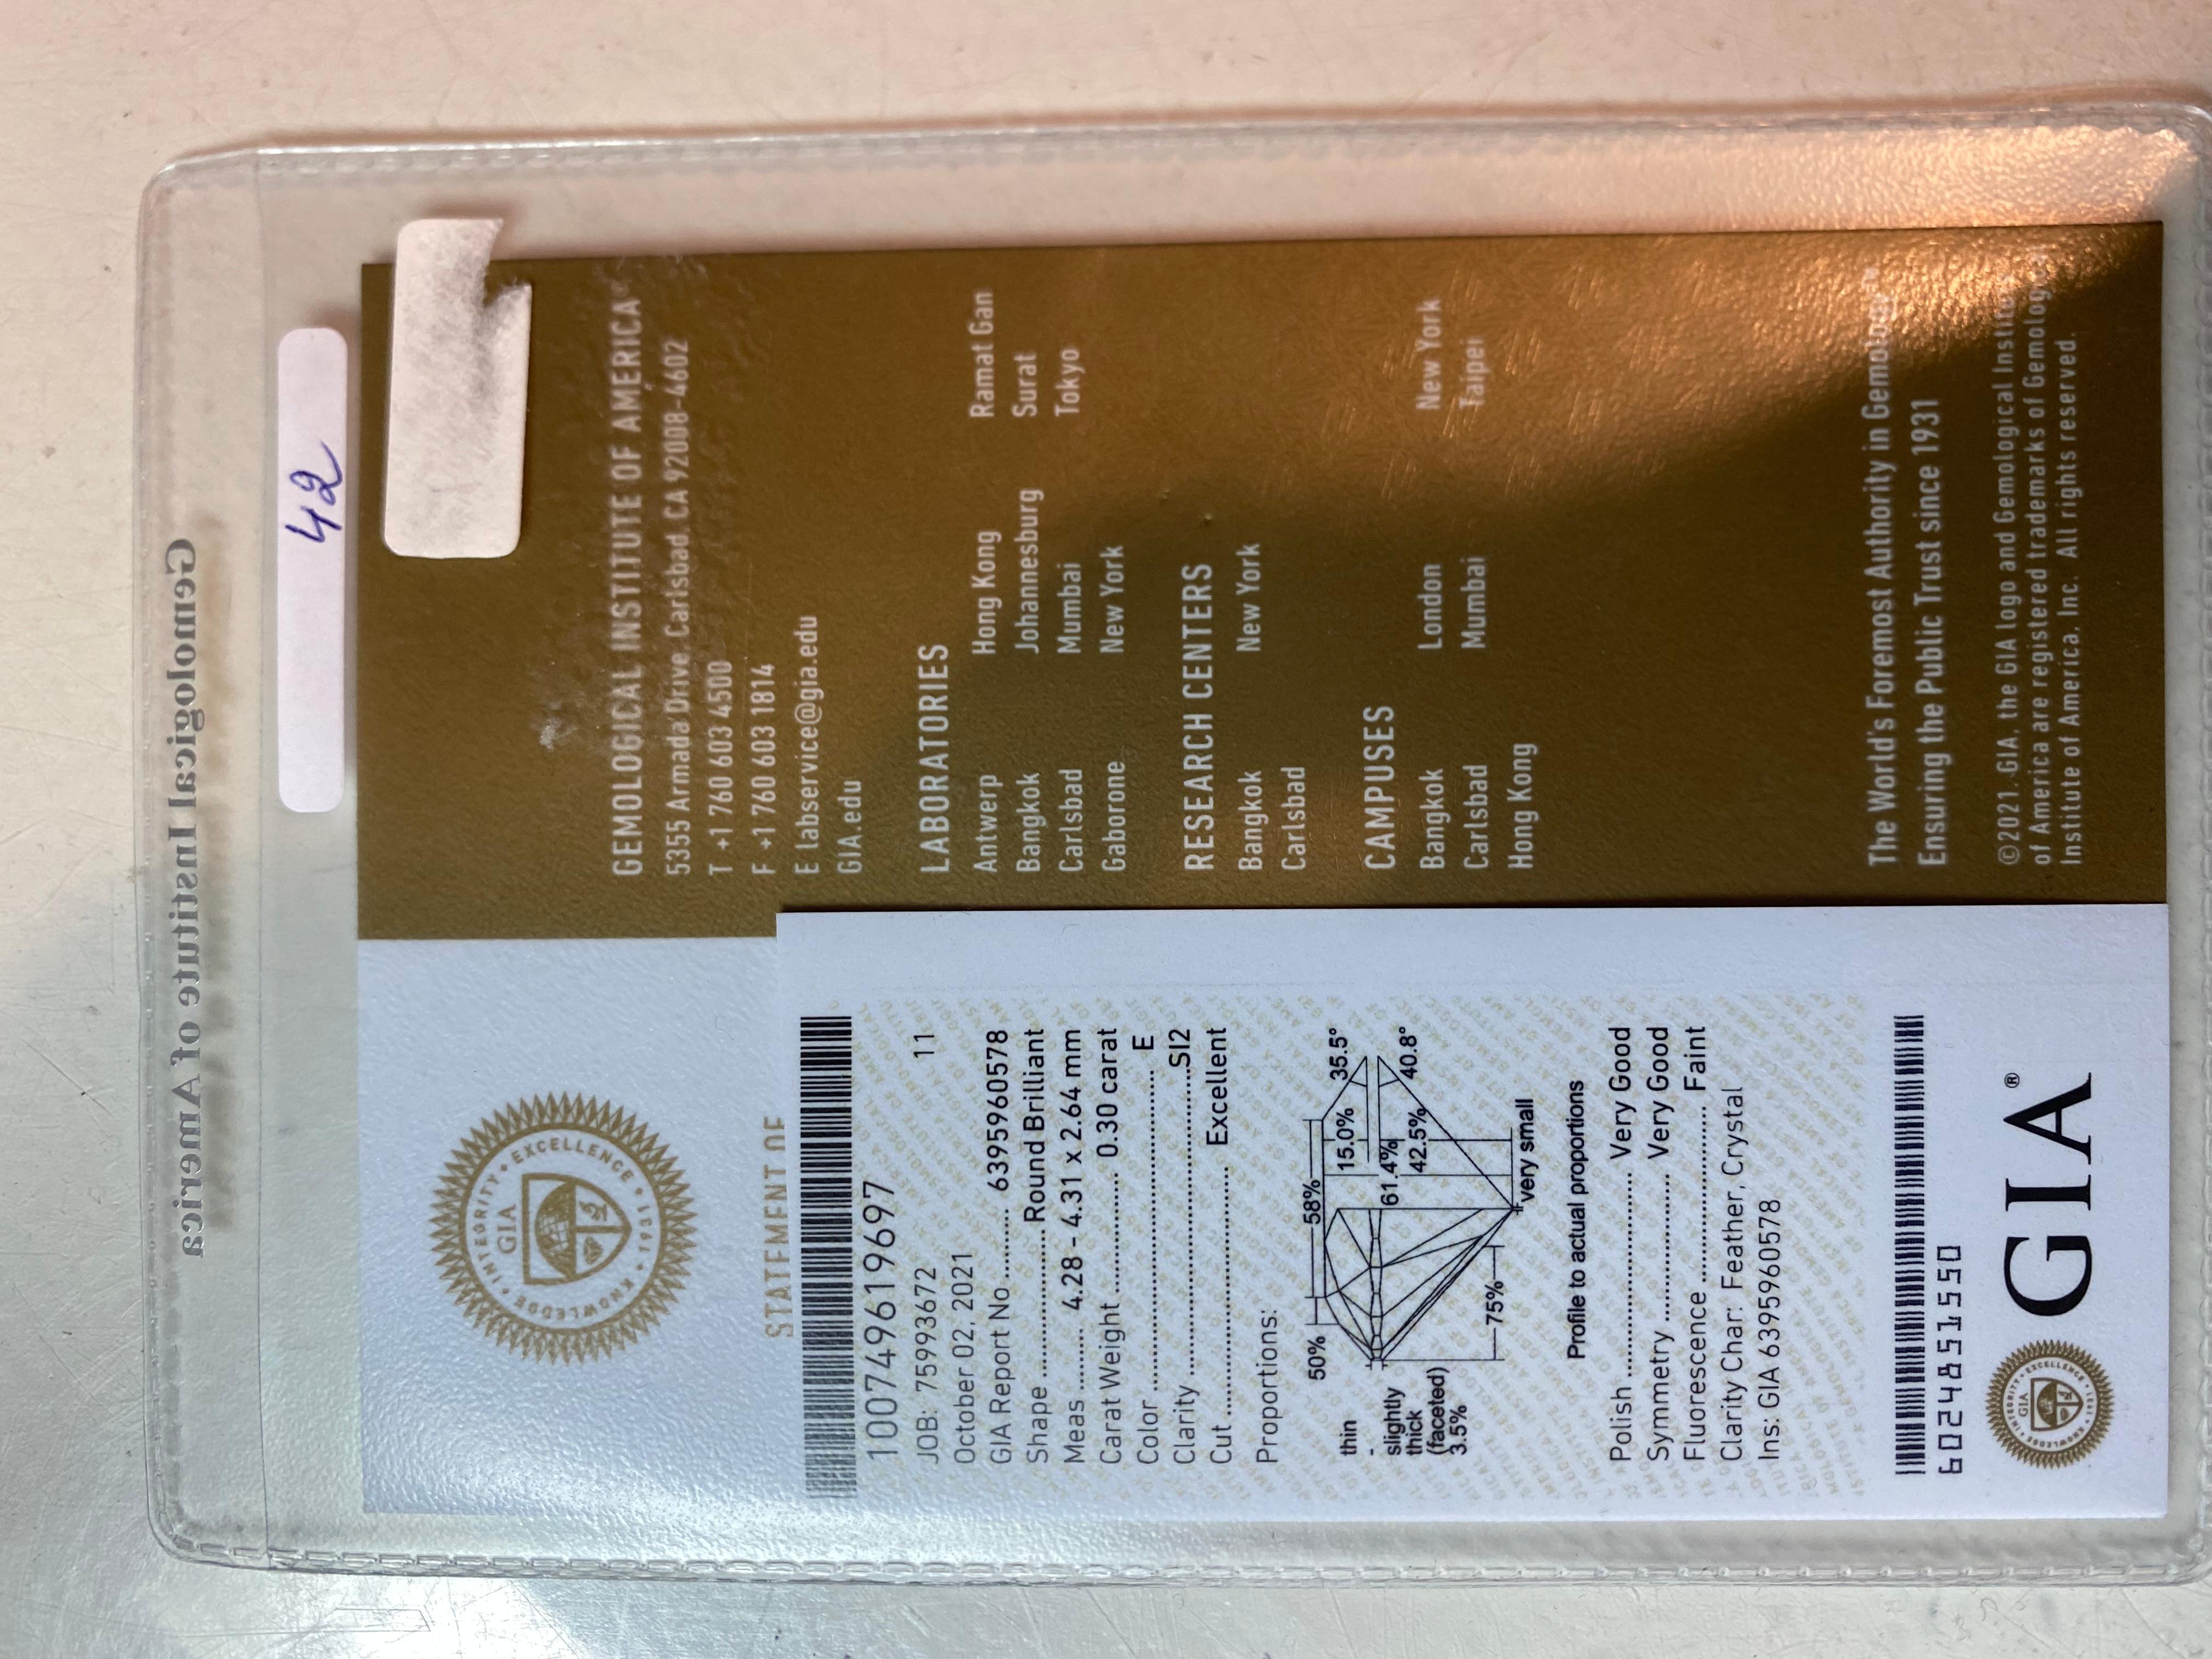 Gemological Institute of America
42
GEMOLOGICAL INSTITUTE OF AMERICA
5355 Armada Drive, Carlsbad, CA 92008-4602
T +1 760 603 4500
F +1 760 603 1814
E labservice@gia.edu
GIA.edu
LABORATORIES
Antwerp Hong Kong Ramat Gan
Bangkok Johannesburg Surat
Carlsbad Mumbai Tokyo
Gaborone New York
RESEARCH CENTERS
Bangkok New York
Carlsbad
CAMPUSES
Bangkok London New York
Carlsbad Mumbai Taipei
Hong Kong
The World's Foremost Authority in Gemology™
Ensuring the Public Trust since 1931
©2021. GIA, the GIA logo and Gemological Institute
of America are registered trademarks of Gemological
Institute of America, Inc. All rights reserved.
INTEGRITY • EXCELLENCE • 1931 • KNOWLEDGE •
GIA
STATEMENT OF
100749619697
JOB: 75993672 11
October 02, 2021
GIA Report No .......... 6395960578
Shape .......... Round Brilliant
Meas .......... 4.28 - 4.31 x 2.64 mm
Carat Weight .......... 0.30 carat
Color .......... E
Clarity .......... SI2
Cut .......... Excellent
Proportions:
50% 58% 15.0% 35.5°
thin
-
slightly
thick
(faceted)
3.5%
61.4% 42.5% 40.8°
75%
very small
Profile to actual proportions
Polish .......... Very Good
Symmetry .......... Very Good
Fluorescence .......... Faint
Clarity Char: Feather, Crystal
Ins: GIA 6395960578
6024851550
INTEGRITY • EXCELLENCE • 1931 • KNOWLEDGE •
GIA
GIA®